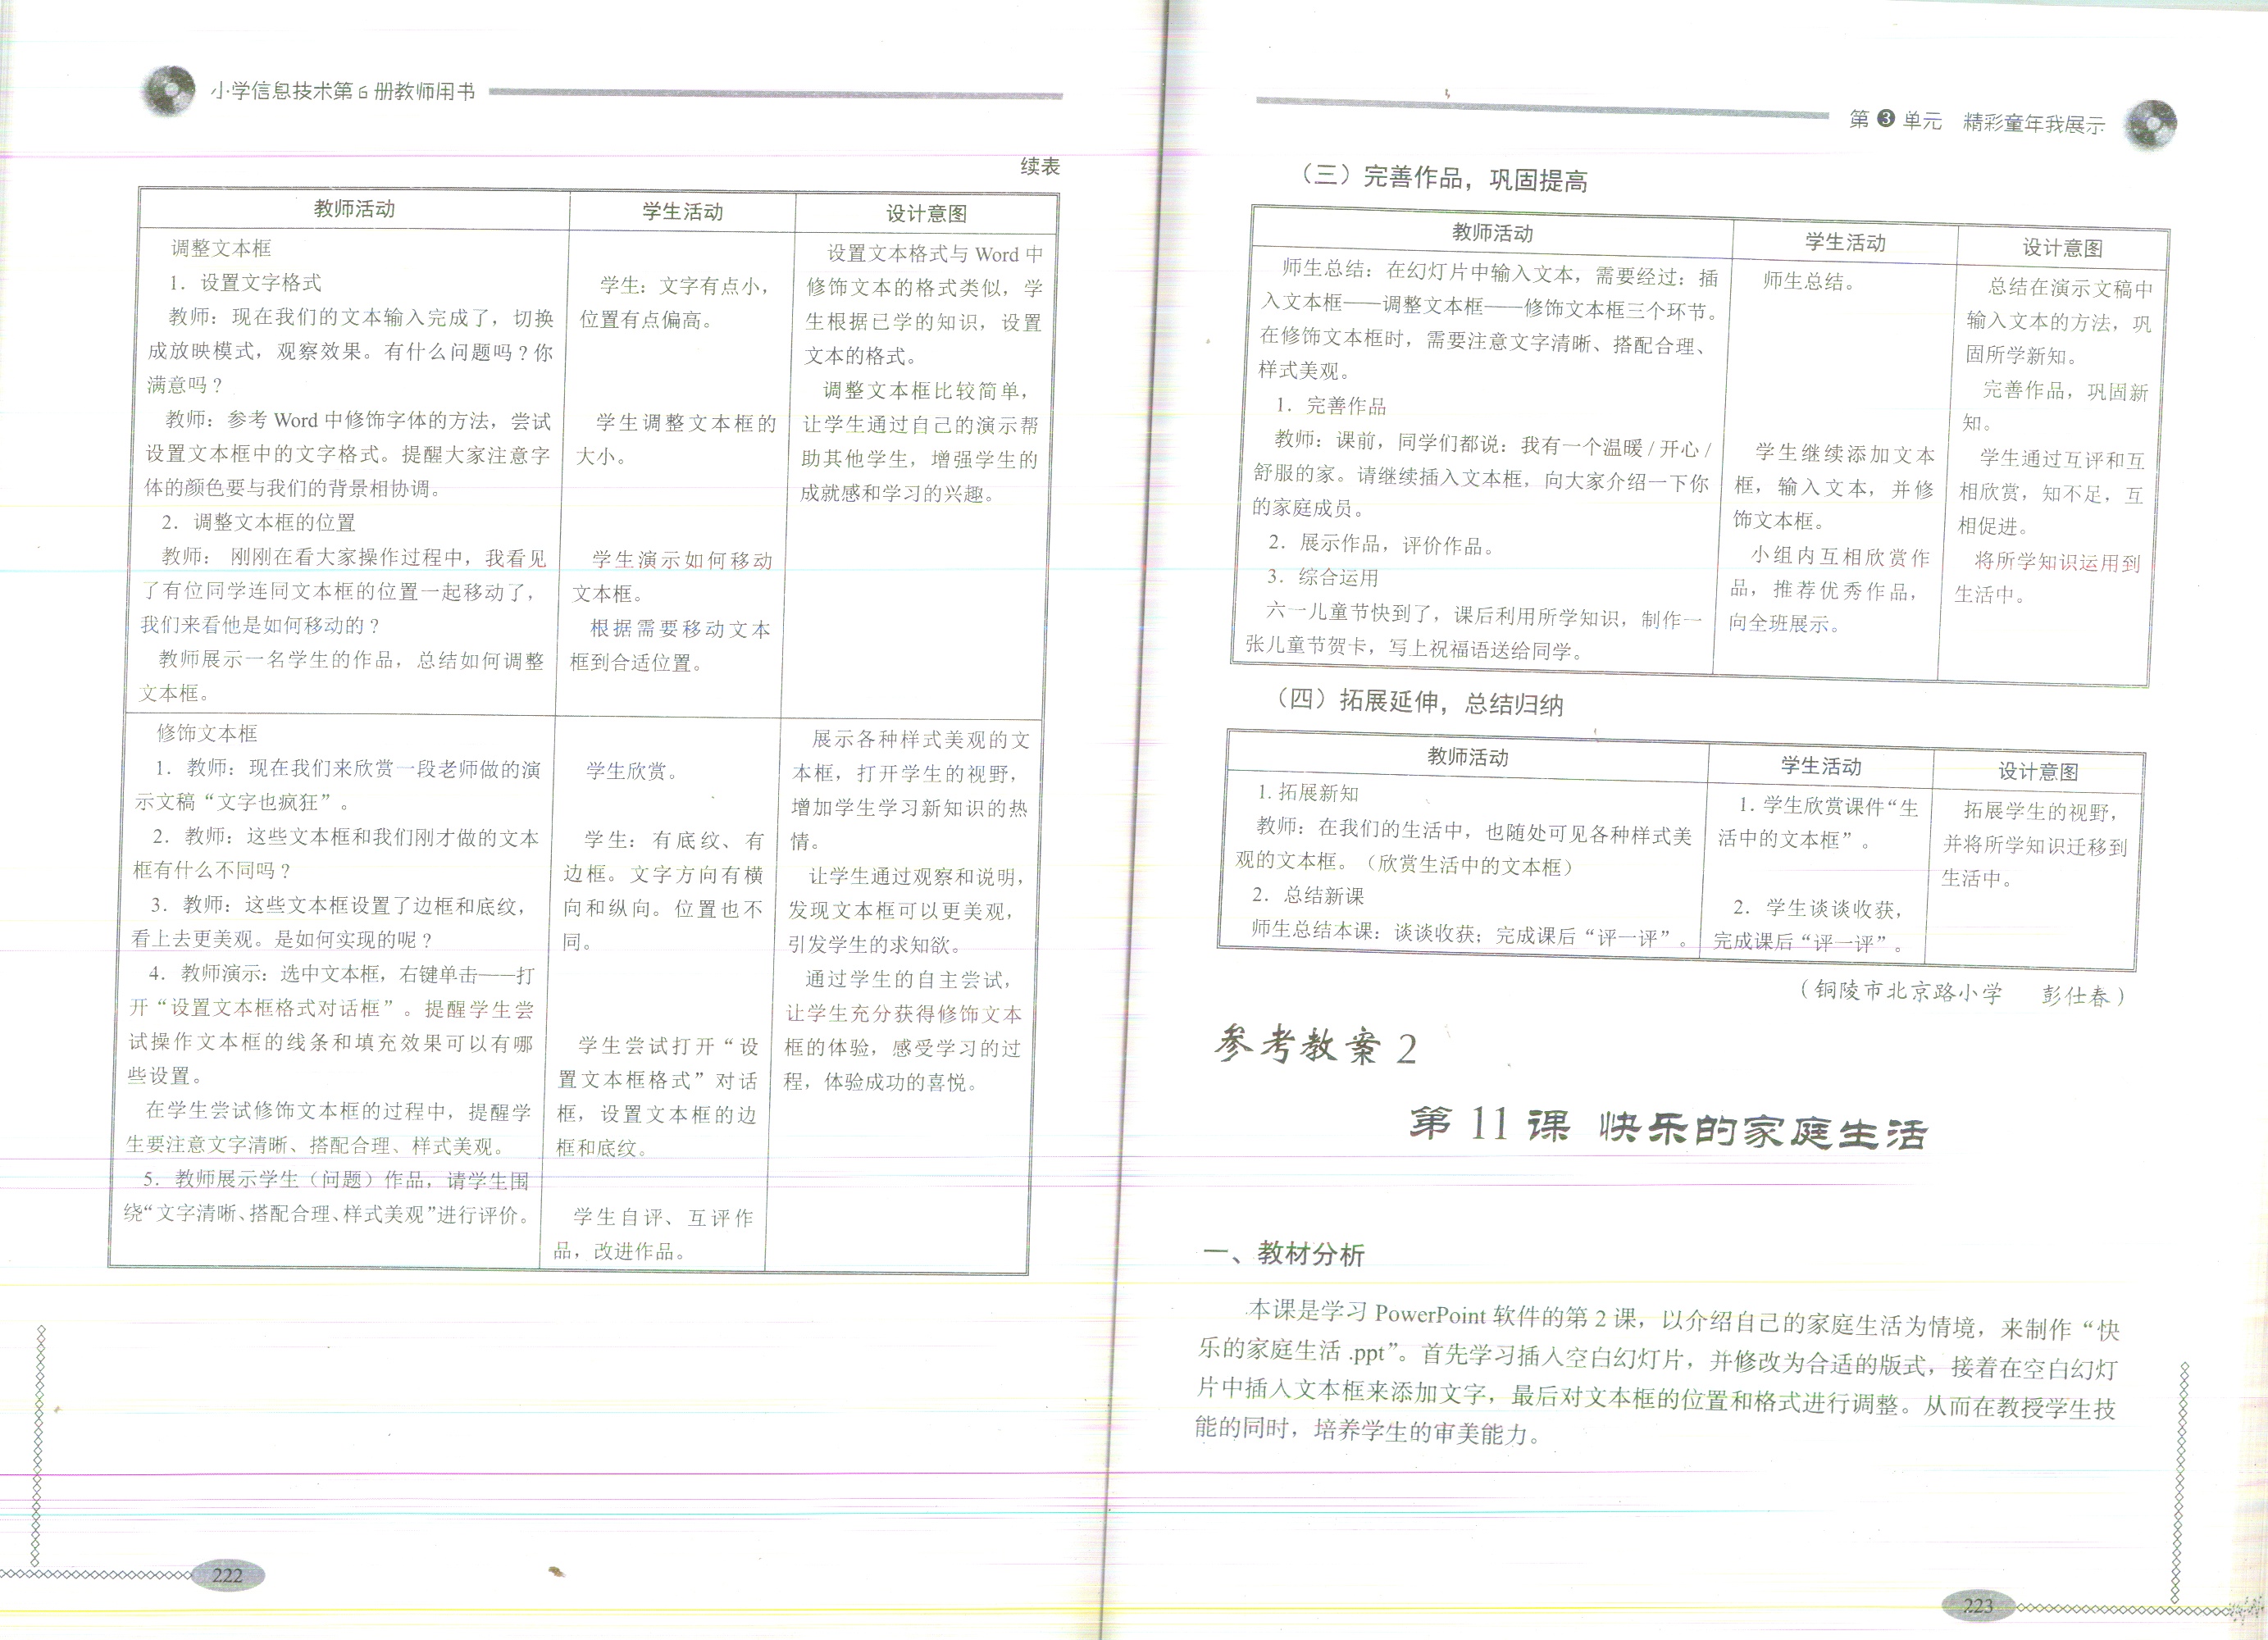 小学信息技术第6册教师用书
续表
教师活动
学生活动
设计意图
调整文本框
1. 设置文字格式
教师：现在我们的文本输入完成了，切换
成放映模式，观察效果。有什么问题吗？你
满意吗？
教师：参考 Word 中修饰字体的方法，尝试
设置文本框中的文字格式。提醒大家注意字
体的颜色要与我们的背景相协调。
2. 调整文本框的位置
教师： 刚刚在看大家操作过程中，我看见
了有位同学连同文本框的位置一起移动了，
我们来看他是如何移动的？
教师展示一名学生的作品，总结如何调整
文本框。
学生：文字有点小，
位置有点偏高。
学生调整文本框的
大小。
学生演示如何移动
文本框。
根据需要移动文本
框到合适位置。
设置文本格式与 Word 中
修饰文本的格式类似，学
生根据已学的知识，设置
文本的格式。
调整文本框比较简单，
让学生通过自己的演示帮
助其他学生，增强学生的
成就感和学习的兴趣。
修饰文本框
1. 教师：现在我们来欣赏一段老师做的演
示文稿“文字也疯狂”。
2. 教师：这些文本框和我们刚才做的文本
框有什么不同吗？
3. 教师：这些文本框设置了边框和底纹，
看上去更美观。是如何实现的呢？
4. 教师演示：选中文本框，右键单击——打
开“设置文本框格式对话框”。提醒学生尝
试操作文本框的线条和填充效果可以有哪
些设置。
在学生尝试修饰文本框的过程中，提醒学
生要注意文字清晰、搭配合理、样式美观。
5. 教师展示学生（问题）作品，请学生围
绕“文字清晰、搭配合理、样式美观”进行评价。
学生欣赏。
学生：有底纹、有
边框。文字方向有横
向和纵向。位置也不
同。
学生尝试打开“设
置文本框格式”对话
框，设置文本框的边
框和底纹。
学生自评、互评作
品，改进作品。
展示各种样式美观的文
本框，打开学生的视野，
增加学生学习新知识的热
情。
让学生通过观察和说明，
发现文本框可以更美观，
引发学生的求知欲。
通过学生的自主尝试，
让学生充分获得修饰文本
框的体验，感受学习的过
程，体验成功的喜悦。
222
第3单元 精彩童年我展示
（三）完善作品，巩固提高
教师活动
学生活动
设计意图
师生总结：在幻灯片中输入文本，需要经过：插
入文本框——调整文本框——修饰文本框三个环节。
在修饰文本框时，需要注意文字清晰、搭配合理、
样式美观。
1. 完善作品
教师：课前，同学们都说：我有一个温暖 / 开心 /
舒服的家。请继续插入文本框，向大家介绍一下你
的家庭成员。
2. 展示作品，评价作品。
3. 综合运用
六一儿童节快到了，课后利用所学知识，制作一
张儿童节贺卡，写上祝福语送给同学。
师生总结。
学生继续添加文本
框，输入文本，并修
饰文本框。
小组内互相欣赏作
品，推荐优秀作品，
向全班展示。
总结在演示文稿中
输入文本的方法，巩
固所学新知。
完善作品，巩固新
知。
学生通过互评和互
相欣赏，知不足，互
相促进。
将所学知识运用到
生活中。
（四）拓展延伸，总结归纳
教师活动
学生活动
设计意图
1. 拓展新知
教师：在我们的生活中，也随处可见各种样式美
观的文本框。（欣赏生活中的文本框）
2. 总结新课
师生总结本课：谈谈收获；完成课后“评一评”。
1. 学生欣赏课件“生
活中的文本框”。
2. 学生谈谈收获，
完成课后“评一评”。
拓展学生的视野，
并将所学知识迁移到
生活中。
（铜陵市北京路小学 彭仕春）
参考教案 2
第 11 课 快乐的家庭生活
一、教材分析
本课是学习 PowerPoint 软件的第 2 课，以介绍自己的家庭生活为情境，来制作“快
乐的家庭生活 .ppt”。首先学习插入空白幻灯片，并修改为合适的版式，接着在空白幻灯
片中插入文本框来添加文字，最后对文本框的位置和格式进行调整。从而在教授学生技
能的同时，培养学生的审美能力。
223